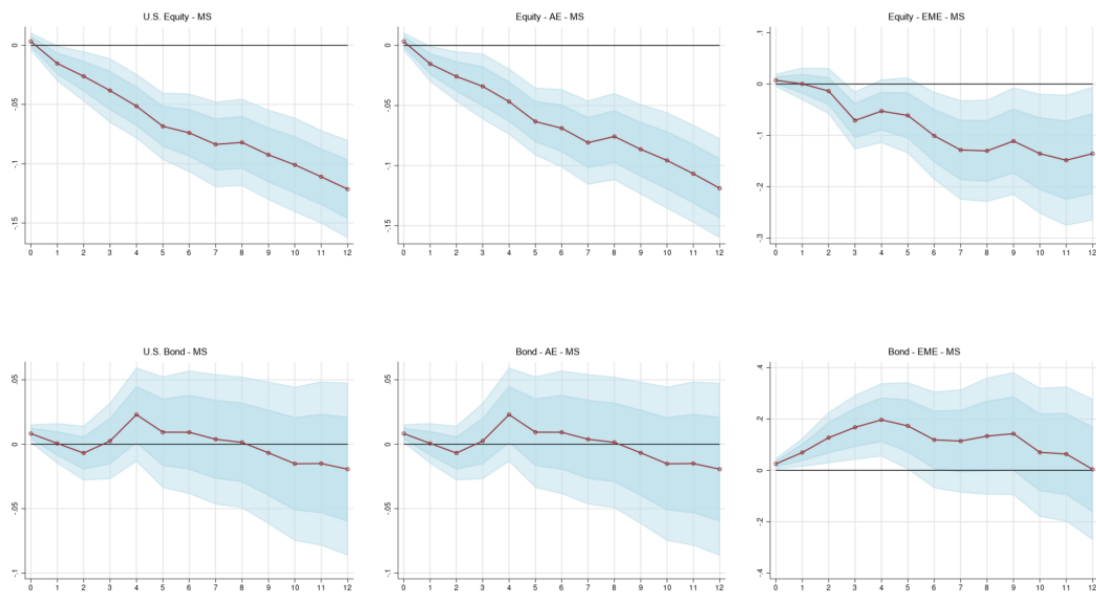 U.S. Equity - MS
0
-.05
-.1
-.15
0 1 2 3 4 5 6 7 8 9 10 11 12
Equity - AE - MS
0
-.05
-.1
-.15
0 1 2 3 4 5 6 7 8 9 10 11 12
Equity - EME - MS
.1
0
-.1
-.2
-.3
0 1 2 3 4 5 6 7 8 9 10 11 12
U.S. Bond - MS
.05
0
-.05
-.1
0 1 2 3 4 5 6 7 8 9 10 11 12
Bond - AE - MS
.05
0
-.05
-.1
0 1 2 3 4 5 6 7 8 9 10 11 12
Bond - EME - MS
.4
.2
0
-.2
-.4
0 1 2 3 4 5 6 7 8 9 10 11 12